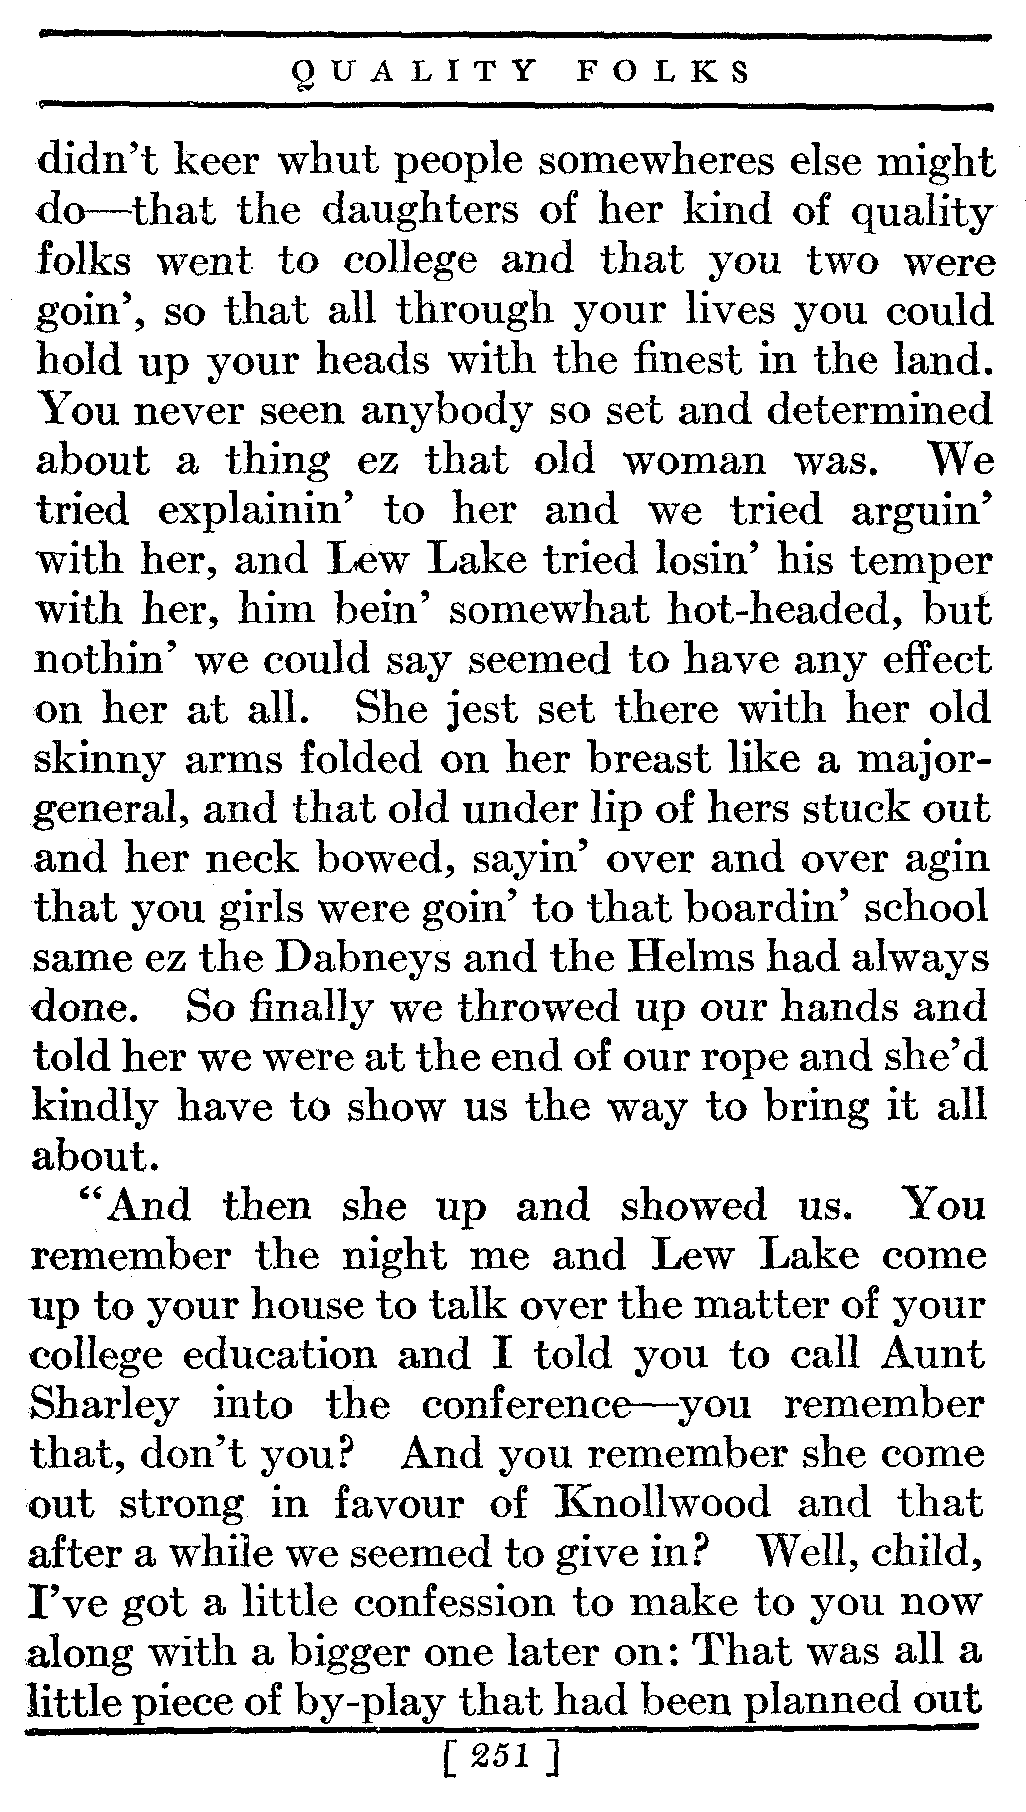 QUALITY FOLKS
didn't keer whut people somewheres else might
do—that the daughters of her kind of quality
folks went to college and that you two were
goin', so that all through your lives you could
hold up your heads with the finest in the land.
You never seen anybody so set and determined
about a thing ez that old woman was. We
tried explainin' to her and we tried arguin'
with her, and Lew Lake tried losin' his temper
with her, him bein' somewhat hot-headed, but
nothin' we could say seemed to have any effect
on her at all. She jest set there with her old
skinny arms folded on her breast like a major-
general, and that old under lip of hers stuck out
and her neck bowed, sayin' over and over agin
that you girls were goin' to that boardin' school
same ez the Dabneys and the Helms had always
done. So finally we throwed up our hands and
told her we were at the end of our rope and she'd
kindly have to show us the way to bring it all
about.
"And then she up and showed us. You
remember the night me and Lew Lake come
up to your house to talk over the matter of your
college education and I told you to call Aunt
Sharley into the conference—you remember
that, don't you? And you remember she come
out strong in favour of Knollwood and that
after a while we seemed to give in? Well, child,
I've got a little confession to make to you now
along with a bigger one later on: That was all a
little piece of by-play that had been planned out
[ 251 ]